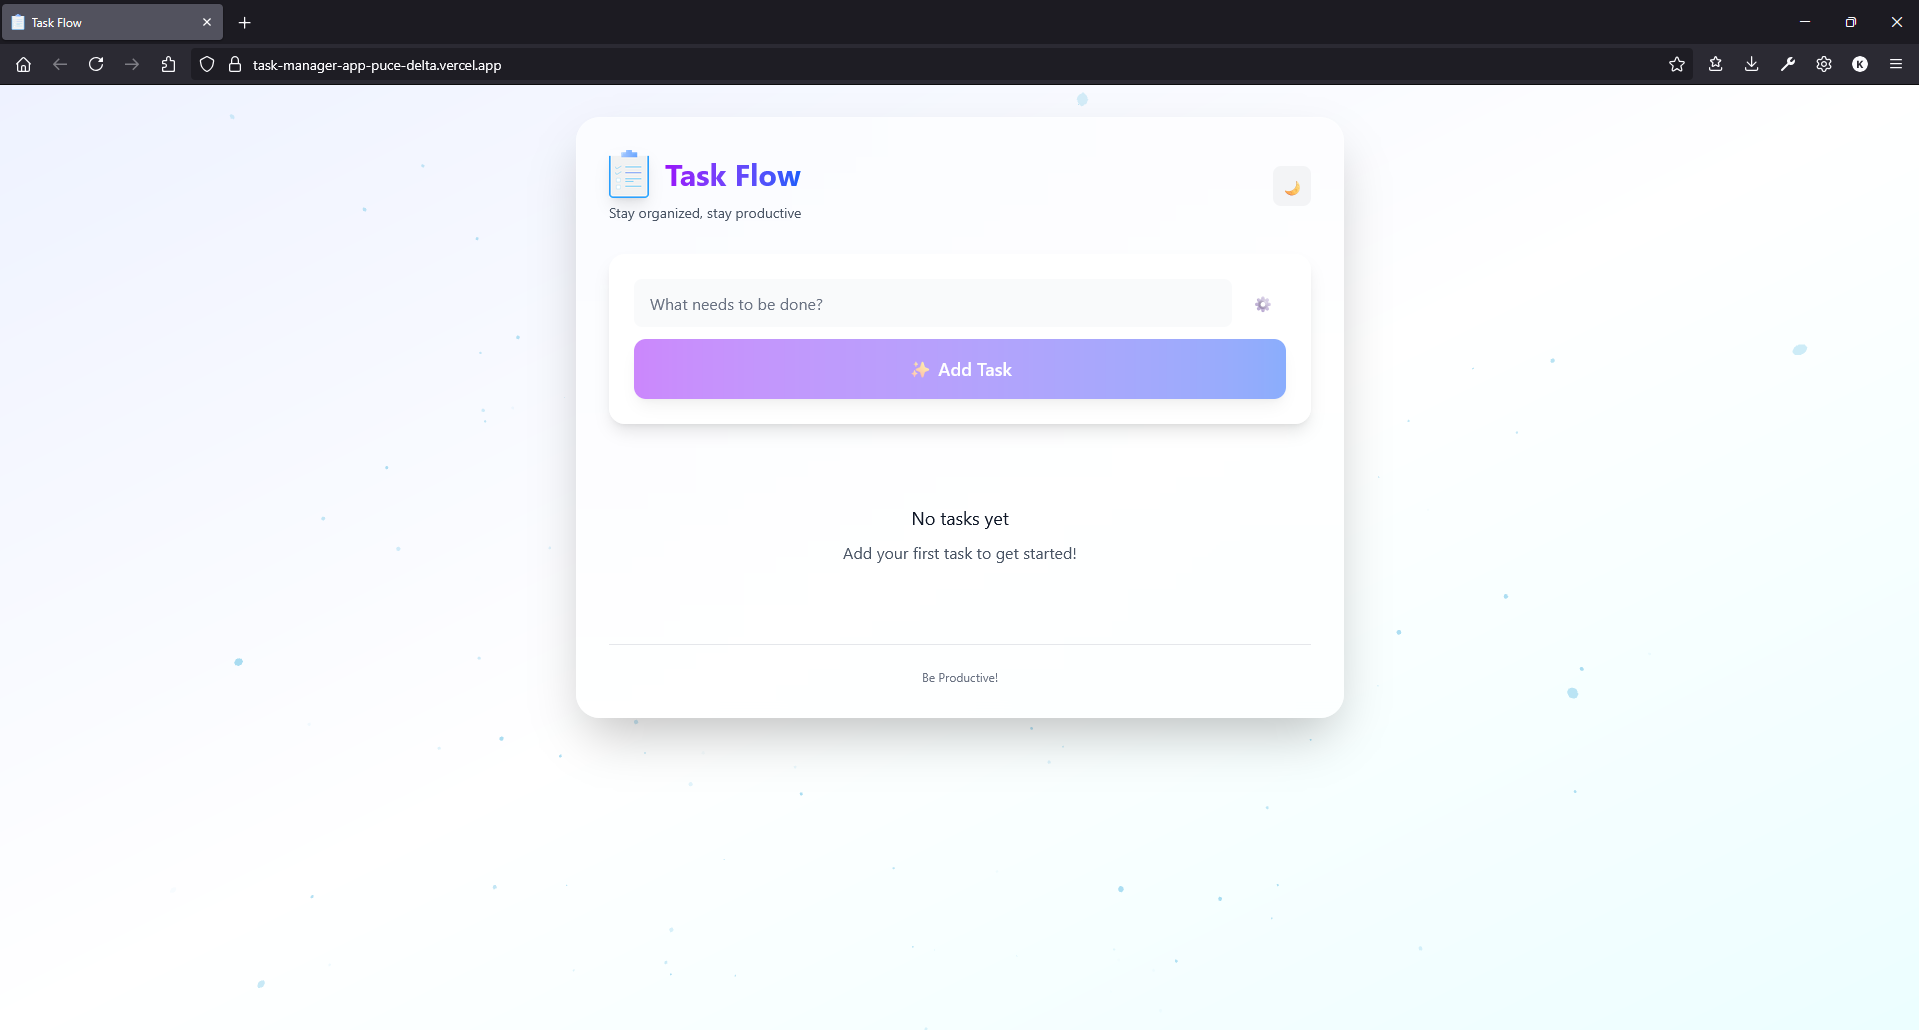 Task Flow
task-manager-app-puce-delta.vercel.app
K
Task Flow
Stay organized, stay productive
What needs to be done?
✨ Add Task
No tasks yet
Add your first task to get started!
Be Productive!